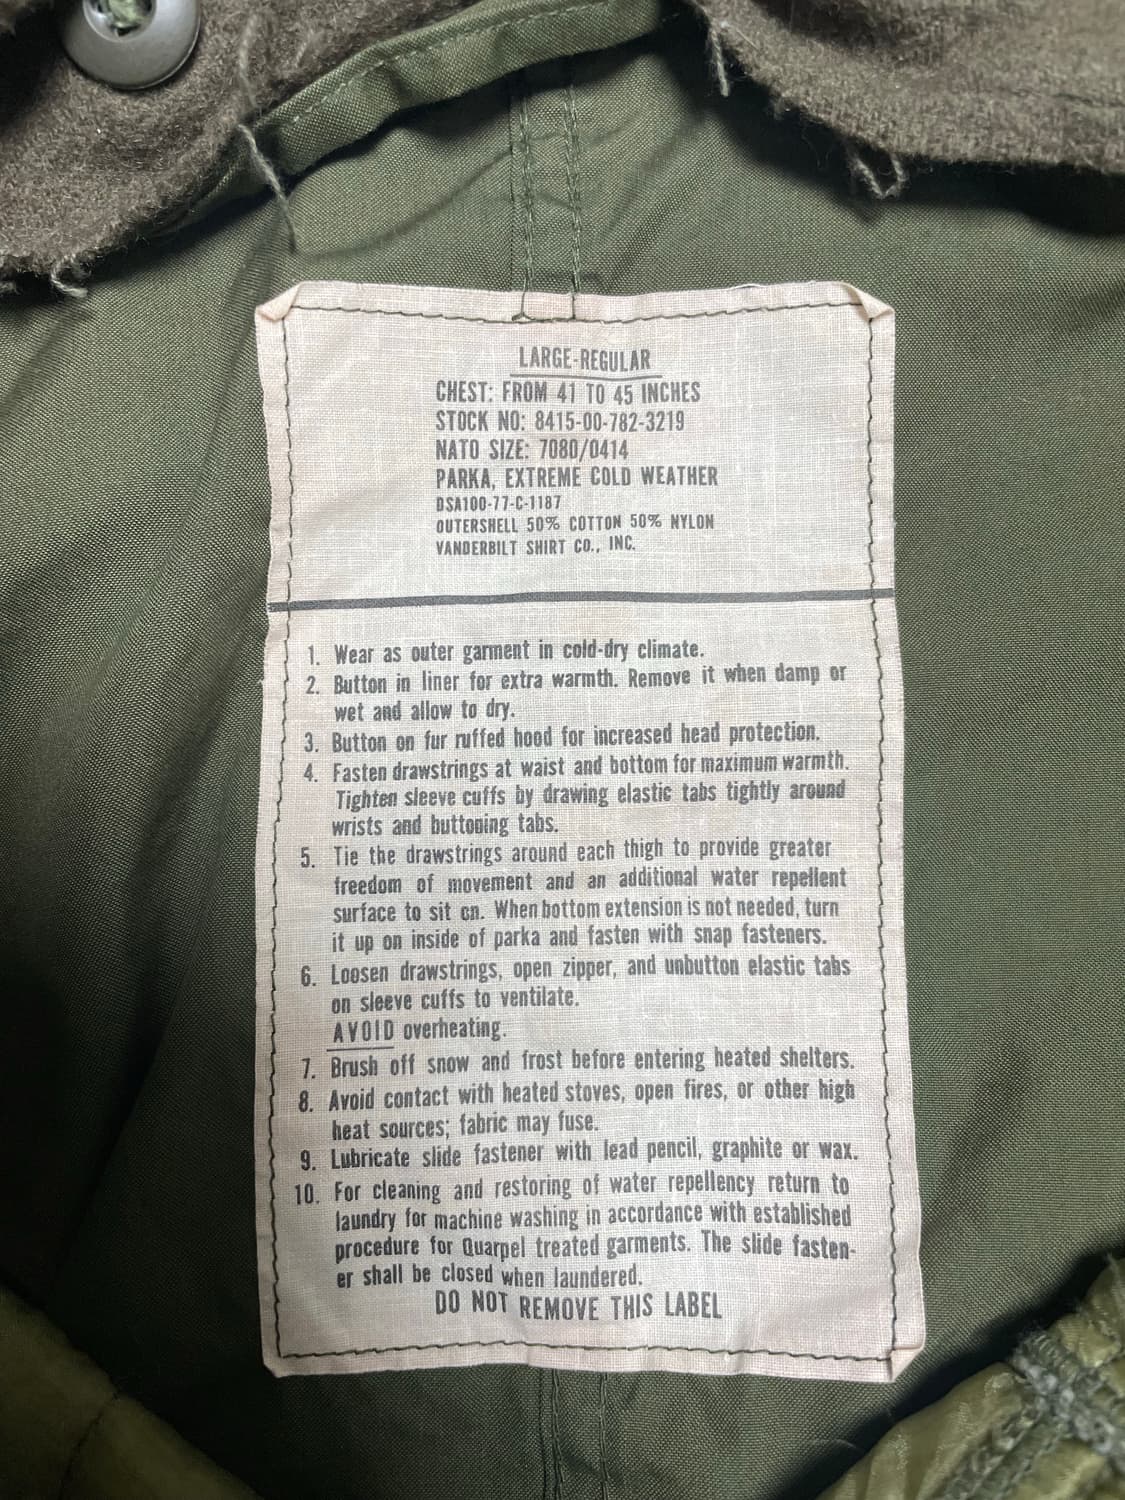 LARGE-REGULAR
CHEST: FROM 41 TO 45 INCHES
STOCK NO: 8415-00-782-3219
NATO SIZE: 7080/0414
PARKA, EXTREME COLD WEATHER
DSA100-77-C-1187
OUTERSHELL 50% COTTON 50% NYLON
VANDERBILT SHIRT CO., INC.
1. Wear as outer garment in cold-dry climate.
2. Button in liner for extra warmth. Remove it when damp or
wet and allow to dry.
3. Button on fur ruffed hood for increased head protection.
4. Fasten drawstrings at waist and bottom for maximum warmth.
Tighten sleeve cuffs by drawing elastic tabs tightly around
wrists and buttoning tabs.
5. Tie the drawstrings around each thigh to provide greater
freedom of movement and an additional water repellent
surface to sit on. When bottom extension is not needed, turn
it up on inside of parka and fasten with snap fasteners.
6. Loosen drawstrings, open zipper, and unbutton elastic tabs
on sleeve cuffs to ventilate.
AVOID overheating.
7. Brush off snow and frost before entering heated shelters.
8. Avoid contact with heated stoves, open fires, or other high
heat sources; fabric may fuse.
9. Lubricate slide fastener with lead pencil, graphite or wax.
10. For cleaning and restoring of water repellency return to
laundry for machine washing in accordance with established
procedure for Quarpel treated garments. The slide fasten-
er shall be closed when laundered.
DO NOT REMOVE THIS LABEL